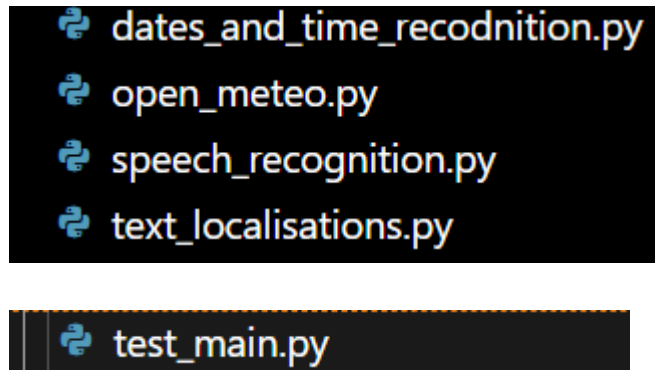 dates_and_time_recodnition.py
open_meteo.py
speech_recognition.py
text_localisations.py
test_main.py